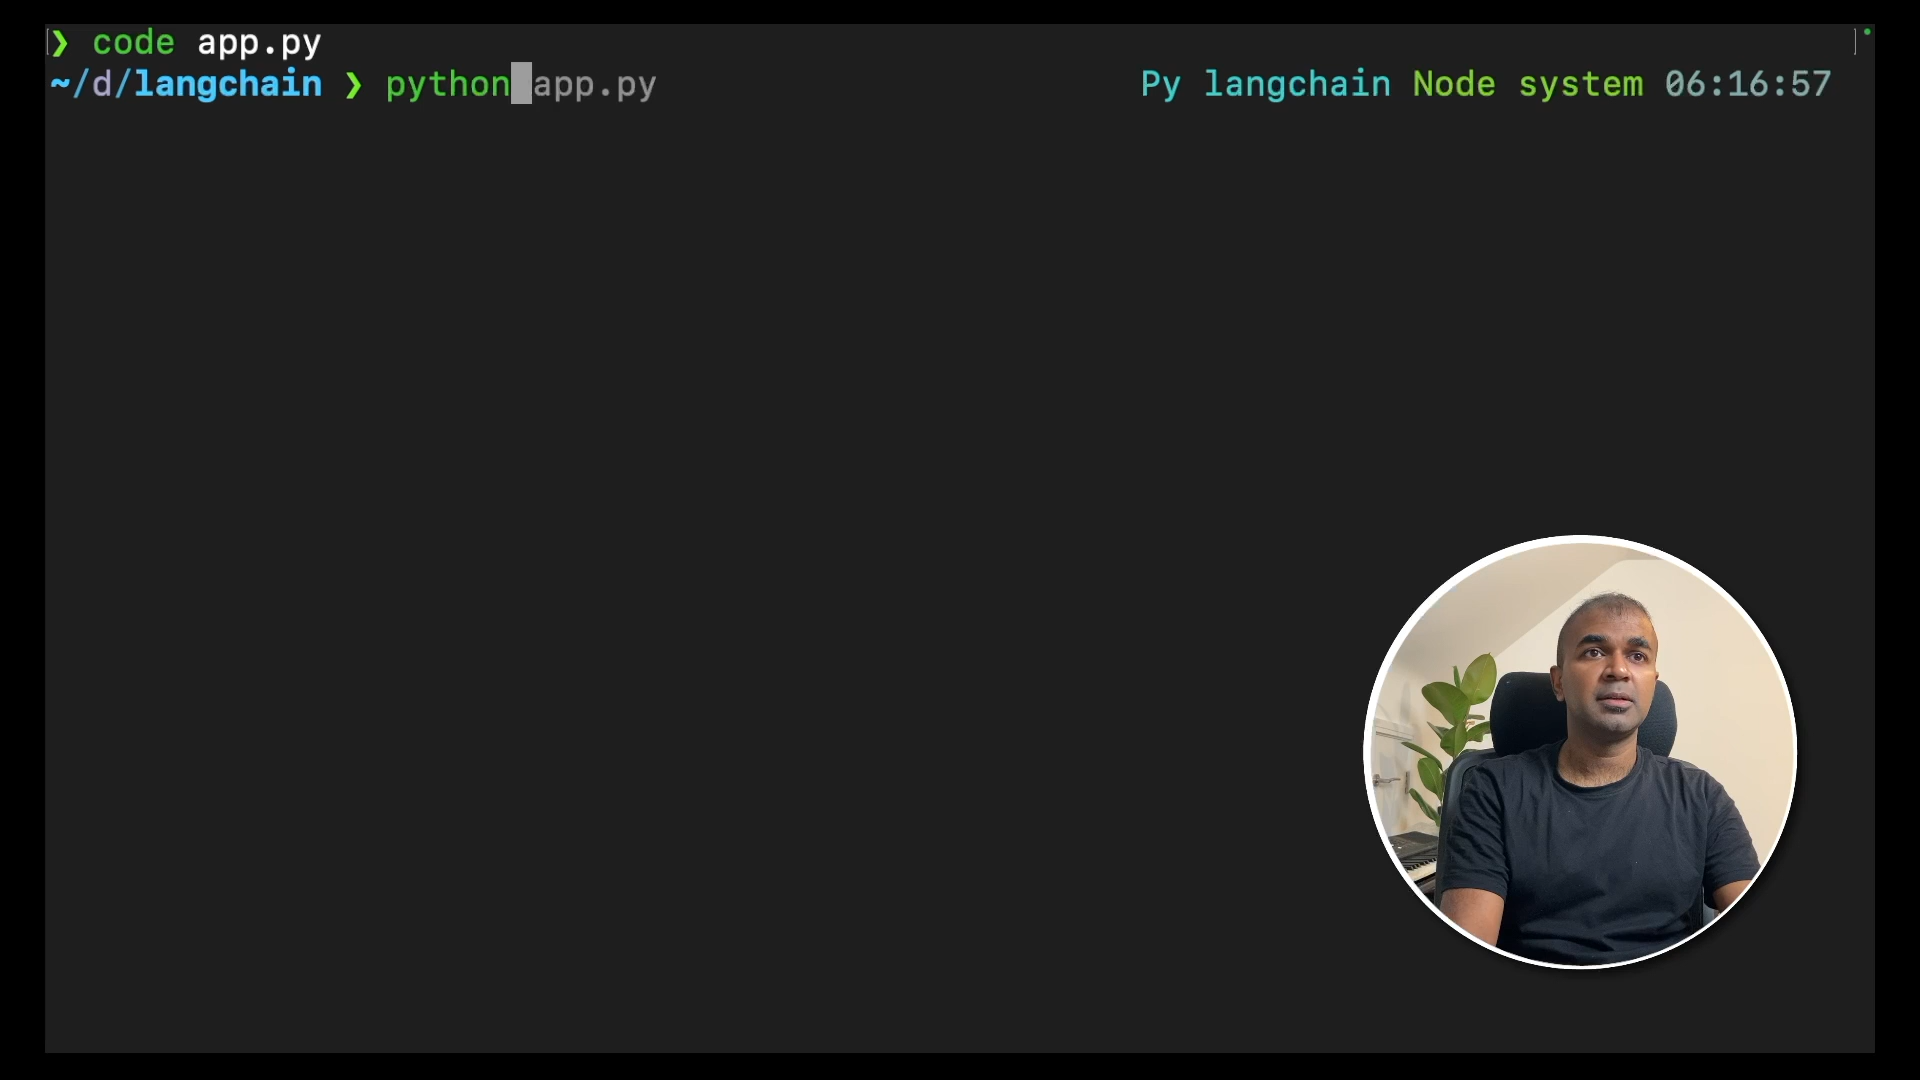 ❯ code app.py
~/d/langchain ❯ python app.py Py langchain Node system 06:16:57